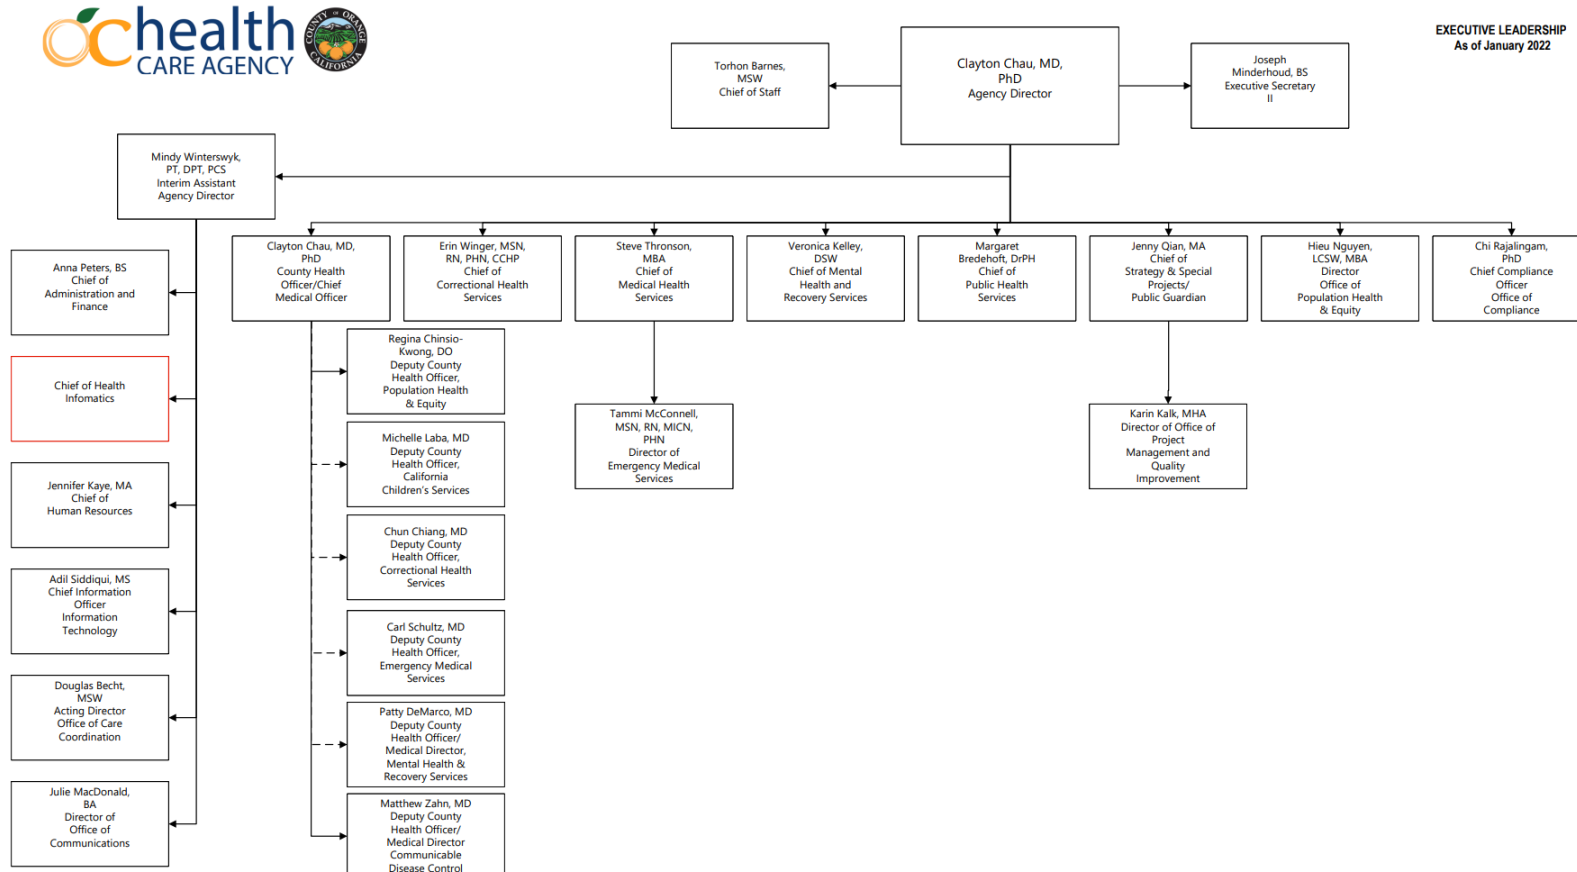 oc health
CARE AGENCY
COUNTY OF ORANGE
CALIFORNIA
EXECUTIVE LEADERSHIP
As of January 2022
Torhon Barnes,
MSW
Chief of Staff
Clayton Chau, MD,
PhD
Agency Director
Joseph
Minderhoud, BS
Executive Secretary
II
Mindy Winterswyk,
PT, DPT, PCS
Interim Assistant
Agency Director
Anna Peters, BS
Chief of
Administration and
Finance
Chief of Health
Infomatics
Jennifer Kaye, MA
Chief of
Human Resources
Adil Siddiqui, MS
Chief Information
Officer
Information
Technology
Douglas Becht,
MSW
Acting Director
Office of Care
Coordination
Julie MacDonald,
BA
Director of
Office of
Communications
Clayton Chau, MD,
PhD
County Health
Officer/Chief
Medical Officer
Regina Chinsio-
Kwong, DO
Deputy County
Health Officer,
Population Health
& Equity
Michelle Laba, MD
Deputy County
Health Officer,
California
Children's Services
Chun Chiang, MD
Deputy County
Health Officer,
Correctional Health
Services
Carl Schultz, MD
Deputy County
Health Officer,
Emergency Medical
Services
Patty DeMarco, MD
Deputy County
Health Officer/
Medical Director,
Mental Health &
Recovery Services
Matthew Zahn, MD
Deputy County
Health Officer/
Medical Director
Communicable
Disease Control
Erin Winger, MSN,
RN, PHN, CCHP
Chief of
Correctional Health
Services
Steve Thronson,
MBA
Chief of
Medical Health
Services
Tammi McConnell,
MSN, RN, MICN,
PHN
Director of
Emergency Medical
Services
Veronica Kelley,
DSW
Chief of Mental
Health and
Recovery Services
Margaret
Bredehoft, DrPH
Chief of
Public Health
Services
Jenny Qian, MA
Chief of
Strategy & Special
Projects/
Public Guardian
Karin Kalk, MHA
Director of Office of
Project
Management and
Quality
Improvement
Hieu Nguyen,
LCSW, MBA
Director
Office of
Population Health
& Equity
Chi Rajalingam,
PhD
Chief Compliance
Officer
Office of
Compliance